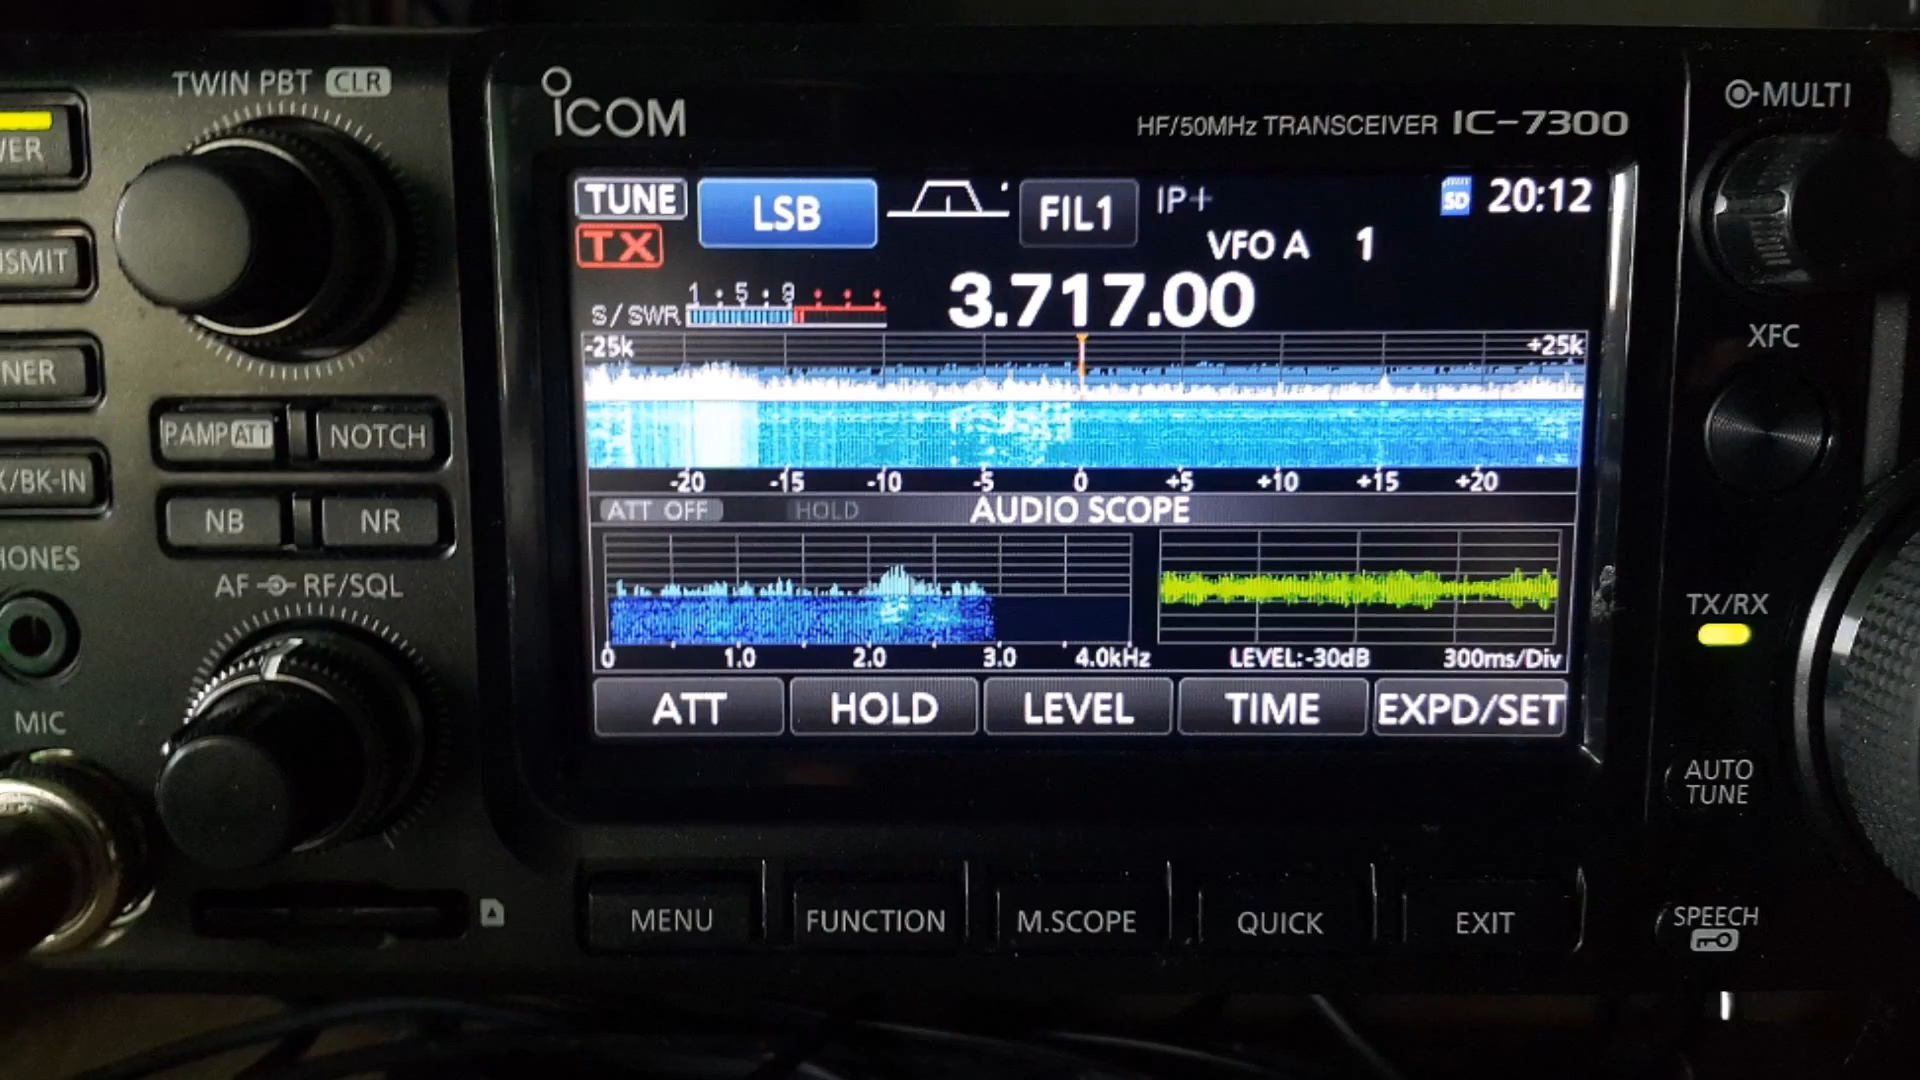 TWIN PBT CLR
SMIT
NER
P.AMP ATT NOTCH
K/BK-IN
NB NR
AF RF/SQL
MIC
ICOM
HF/50MHz TRANSCEIVER IC-7300
TUNE LSB FIL1 IP+ SD 20:12
TX VFO A 1
S/SWR 1 5 9 3.717.00
-25k +25k
-20 -15 -10 -5 0 +5 +10 +15 +20
ATT OFF HOLD AUDIO SCOPE
0 1.0 2.0 3.0 4.0kHz LEVEL:-30dB 300ms/Div
ATT HOLD LEVEL TIME EXPD/SET
MENU FUNCTION M.SCOPE QUICK EXIT
MULTI
XFC
TX/RX
AUTO
TUNE
SPEECH